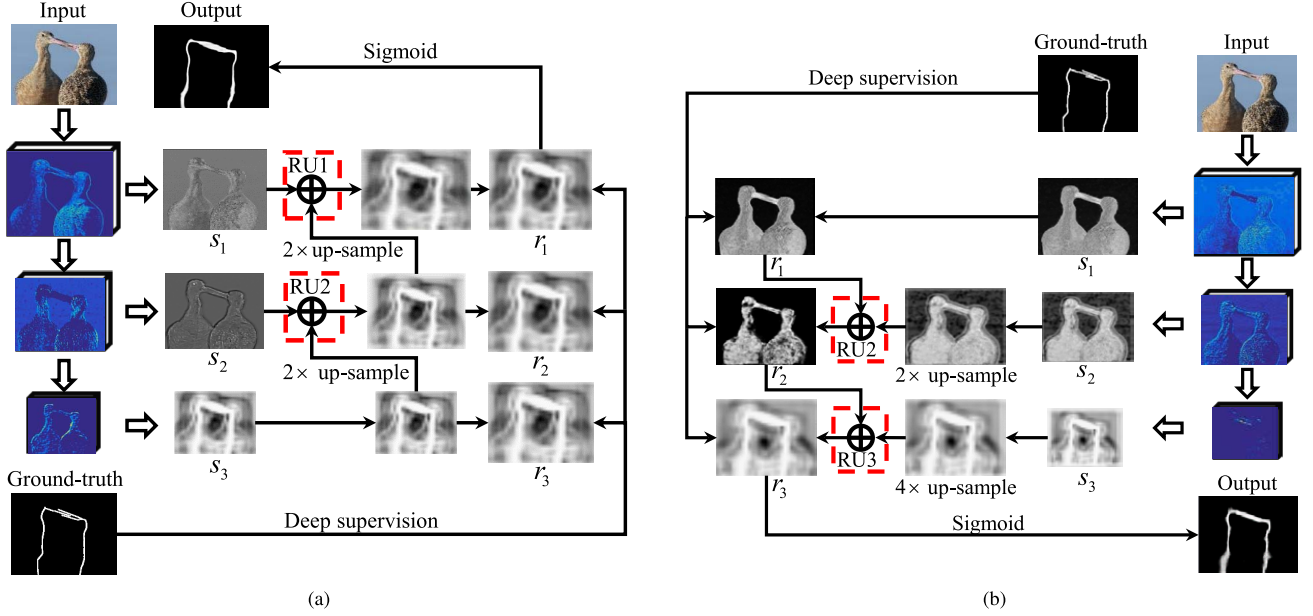 Input
Output
Sigmoid
RU1
s₁
2× up-sample
r₁
RU2
s₂
2× up-sample
r₂
s₃
r₃
Ground-truth
Deep supervision
(a)
Ground-truth
Input
Deep supervision
r₁
s₁
RU2
r₂
2× up-sample
s₂
RU3
r₃
4× up-sample
s₃
Output
Sigmoid
(b)